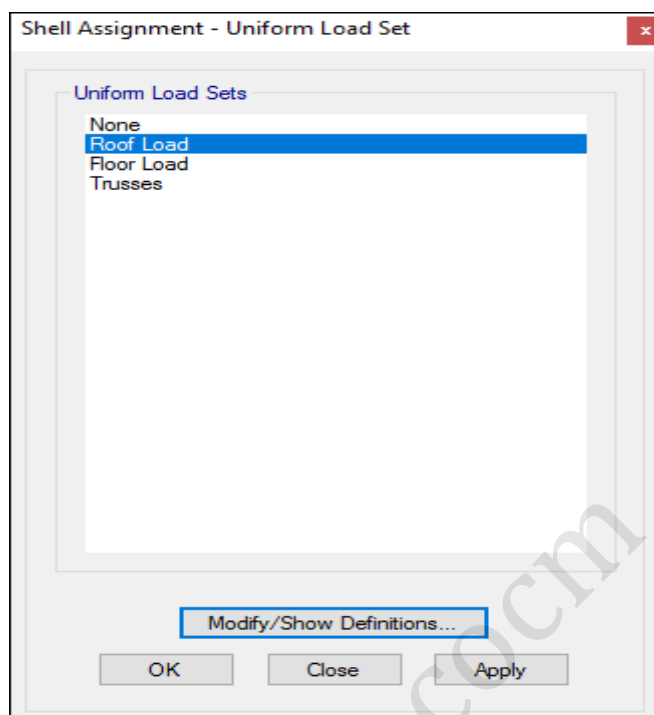 Shell Assignment - Uniform Load Set
x
Uniform Load Sets
None
Roof Load
Floor Load
Trusses
Modify/Show Definitions...
OK
Close
Apply
cocm